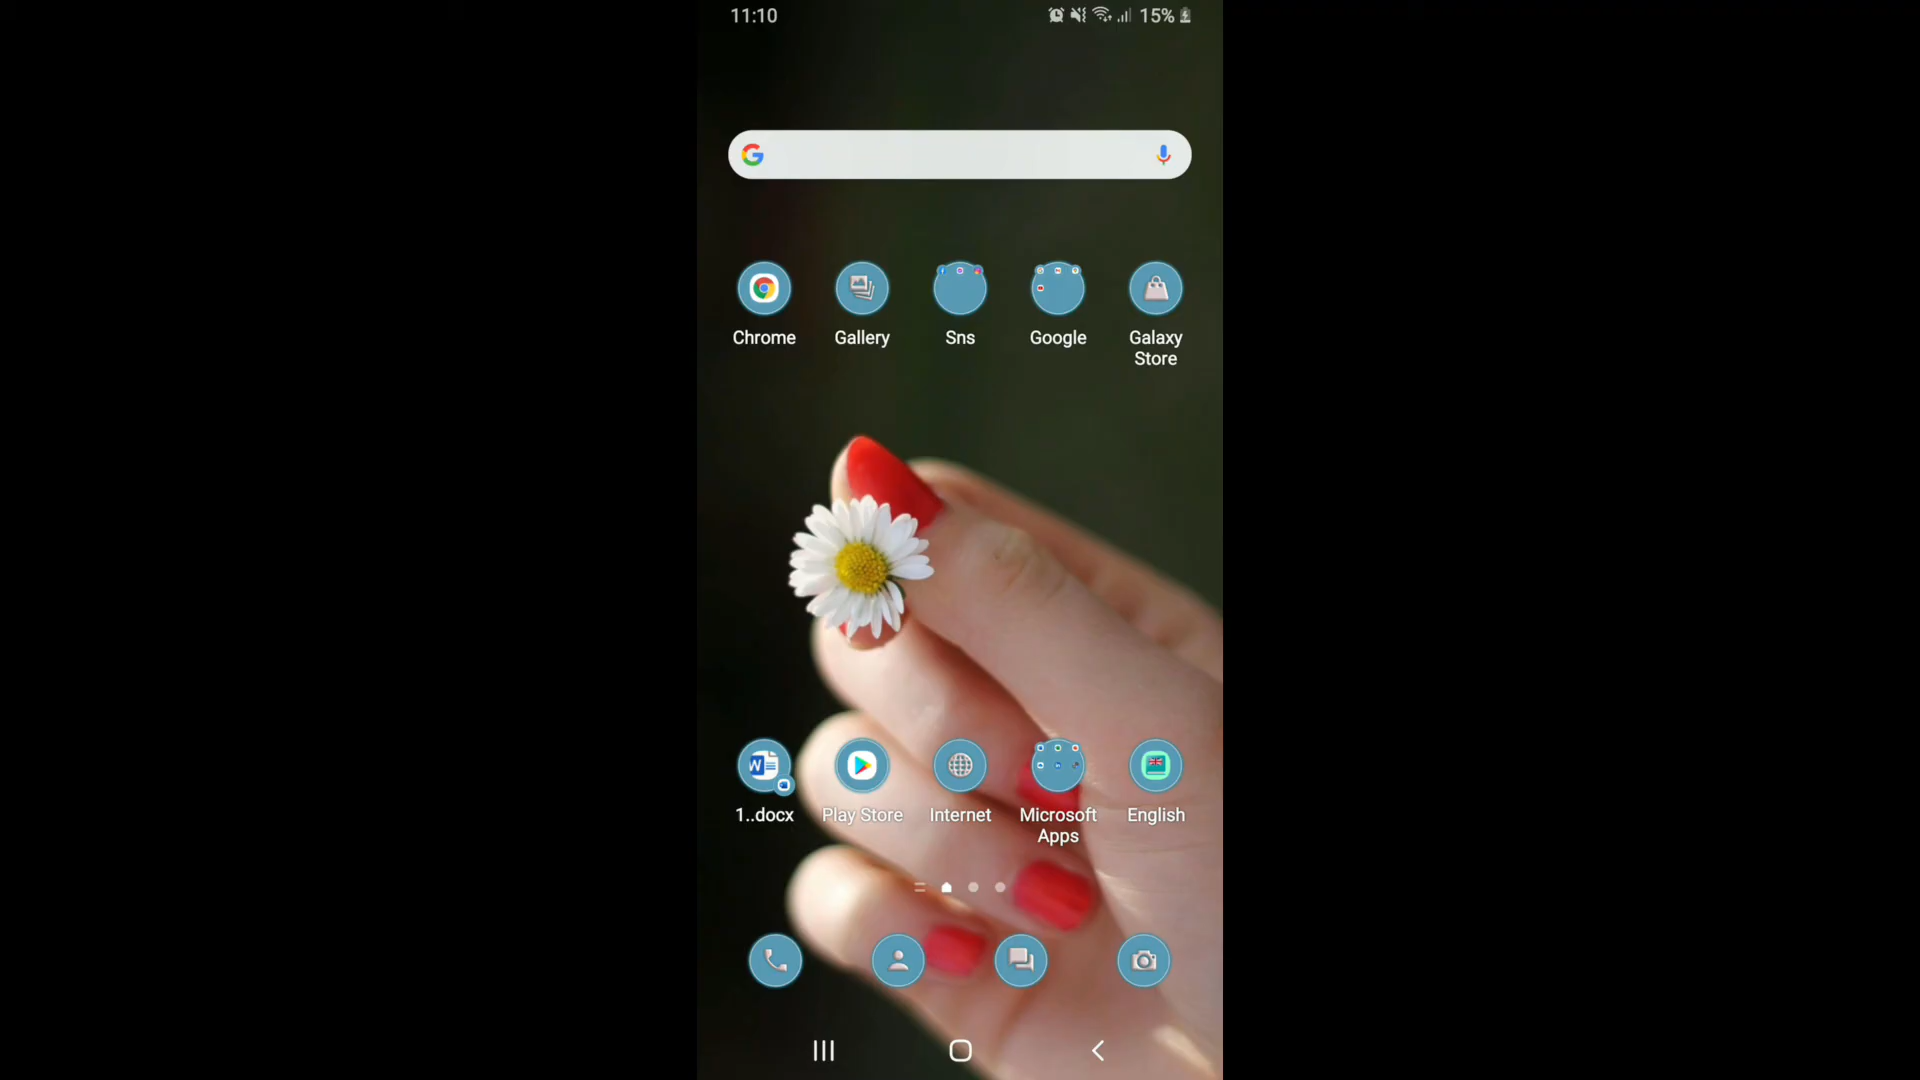 11:10 15%
Chrome Gallery Sns Google Galaxy
Store
1..docx Play Store Internet Microsoft English
Apps